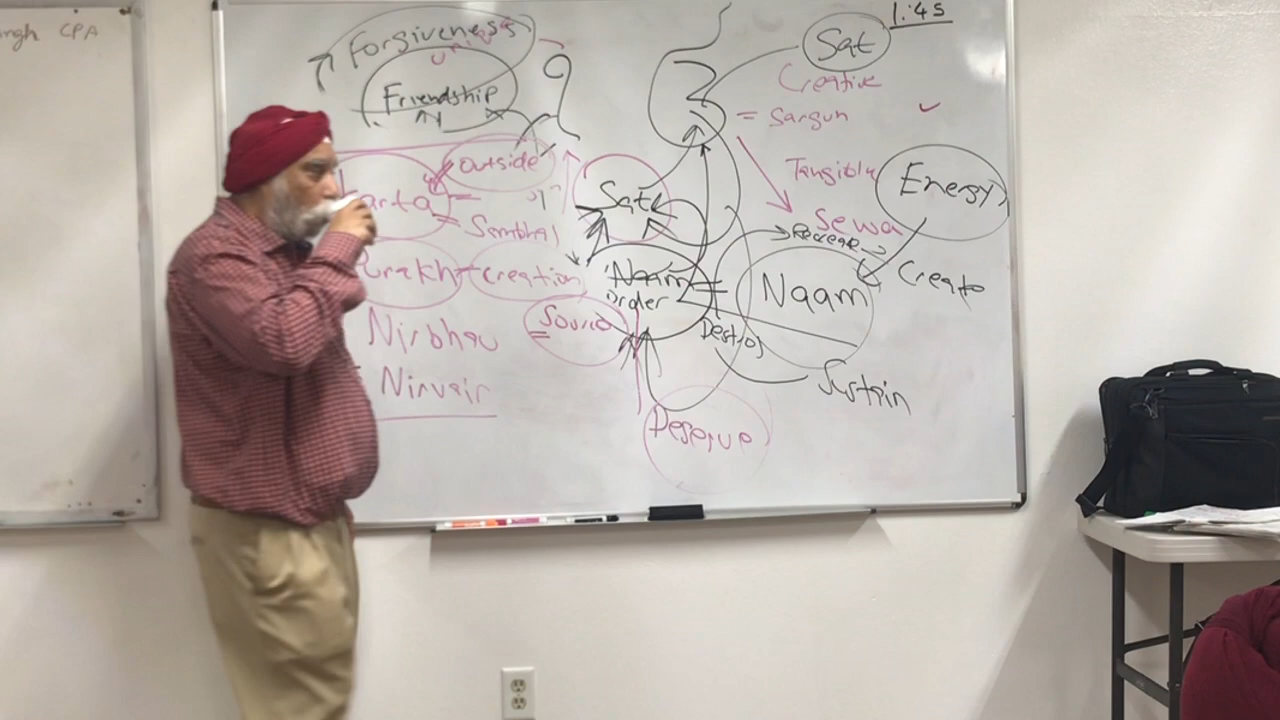 ngh CPA
1:45
Forgiveness
Sat
Friendship
Creative
= Sargun
Outside
Tangible
Energy
arta =
Sat
Sewa
= Sambhal
Purakh - creation
Naam
Order
=
Naam
Create
Nirbhau
Source
=
Destroy
Nirvair
Sustain
Deserve